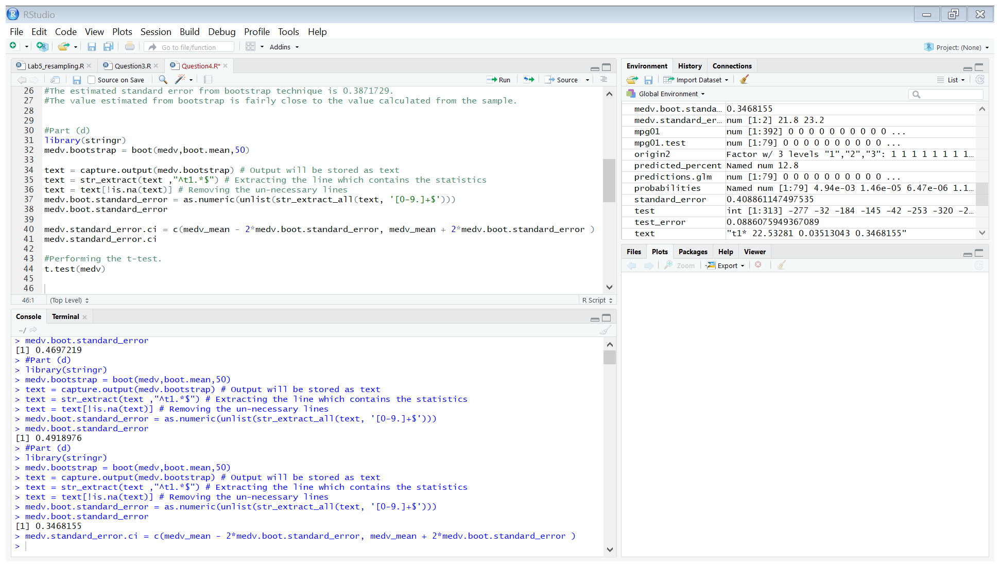 RStudio
File Edit Code View Plots Session Build Debug Profile Tools Help
Go to file/function Addins Project: (None)
Lab5_resampling.R Question3.R Question4.R*
Source on Save Run Source
26 #The estimated standard error from bootstrap technique is 0.3871729.
27 #The value estimated from bootstrap is fairly close to the value calculated from the sample.
28
29
30 #Part (d)
31 library(stringr)
32 medv.bootstrap = boot(medv,boot.mean,50)
33
34 text = capture.output(medv.bootstrap) # Output will be stored as text
35 text = str_extract(text ,"^t1.*$") # Extracting the line which contains the statistics
36 text = text[!is.na(text)] # Removing the un-necessary lines
37 medv.boot.standard_error = as.numeric(unlist(str_extract_all(text, '[0-9.]+$')))
38 medv.boot.standard_error
39
40 medv.standard_error.ci = c(medv_mean - 2*medv.boot.standard_error, medv_mean + 2*medv.boot.standard_error )
41 medv.standard_error.ci
42
43 #Performing the t-test.
44 t.test(medv)
45
46
46:1 (Top Level) R Script
Console Terminal
~/
> medv.boot.standard_error
[1] 0.4697219
> #Part (d)
> library(stringr)
> medv.bootstrap = boot(medv,boot.mean,50)
> text = capture.output(medv.bootstrap) # Output will be stored as text
> text = str_extract(text ,"^t1.*$") # Extracting the line which contains the statistics
> text = text[!is.na(text)] # Removing the un-necessary lines
> medv.boot.standard_error = as.numeric(unlist(str_extract_all(text, '[0-9.]+$')))
> medv.boot.standard_error
[1] 0.4918976
> #Part (d)
> library(stringr)
> medv.bootstrap = boot(medv,boot.mean,50)
> text = capture.output(medv.bootstrap) # Output will be stored as text
> text = str_extract(text ,"^t1.*$") # Extracting the line which contains the statistics
> text = text[!is.na(text)] # Removing the un-necessary lines
> medv.boot.standard_error = as.numeric(unlist(str_extract_all(text, '[0-9.]+$')))
> medv.boot.standard_error
[1] 0.3468155
> medv.standard_error.ci = c(medv_mean - 2*medv.boot.standard_error, medv_mean + 2*medv.boot.standard_error )
>
Environment History Connections
Import Dataset List
Global Environment
medv.boot.standa... 0.3468155
medv.standard_er... num [1:2] 21.8 23.2
mpg01 num [1:392] 0 0 0 0 0 0 0 0 0 0 ...
mpg01.test num [1:79] 0 0 0 0 0 0 0 0 0 0 ...
origin2 Factor w/ 3 levels "1","2","3": 1 1 1 1 1 1 1 1...
predicted_percent Named num 12.8
predictions.glm num [1:79] 0 0 0 0 0 0 0 0 0 0 ...
probabilities Named num [1:79] 4.94e-03 1.46e-05 6.47e-06 1.1...
standard_error 0.408861147497535
test int [1:313] -277 -32 -184 -145 -42 -253 -320 -2...
test_error 0.0886075949367089
text "t1* 22.53281 0.03513043 0.3468155"
Files Plots Packages Help Viewer
Zoom Export